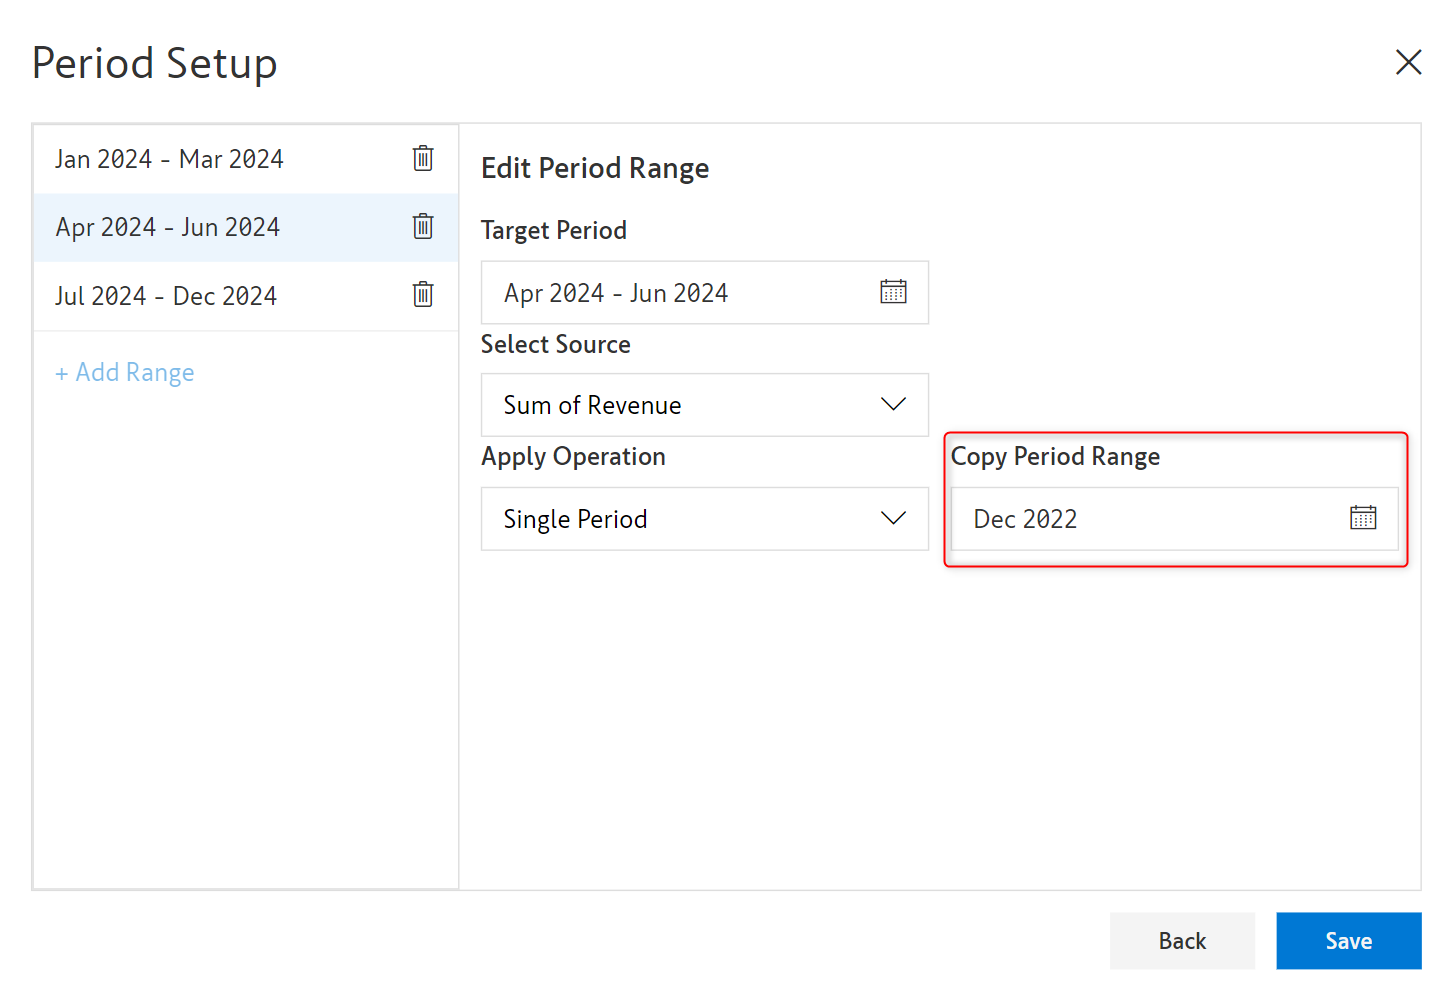 Period Setup
Jan 2024 - Mar 2024
Apr 2024 - Jun 2024
Jul 2024 - Dec 2024
+ Add Range
Edit Period Range
Target Period
Apr 2024 - Jun 2024
Select Source
Sum of Revenue
Apply Operation
Single Period
Copy Period Range
Dec 2022
Back
Save